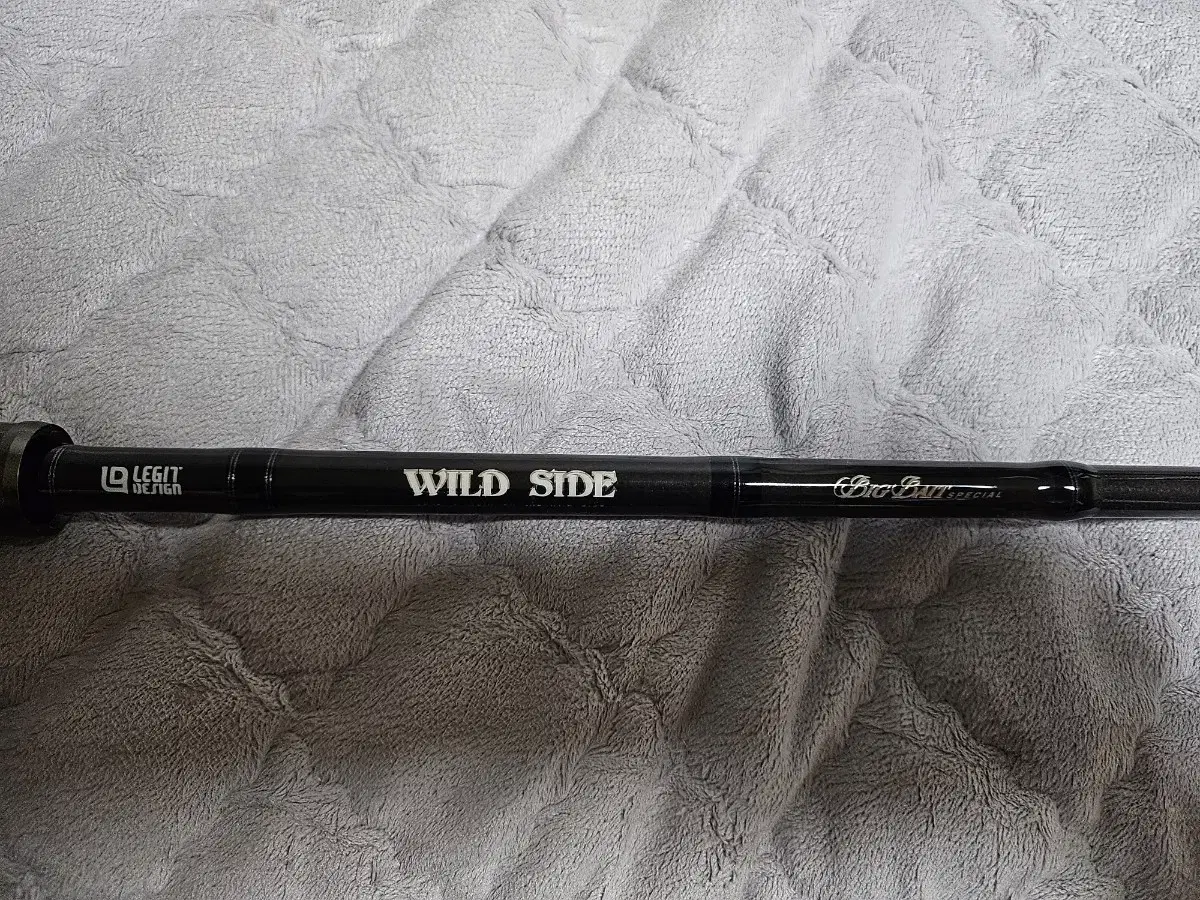 LEGIT
DESIGN
WILD SIDE
BIG BAIT SPECIAL